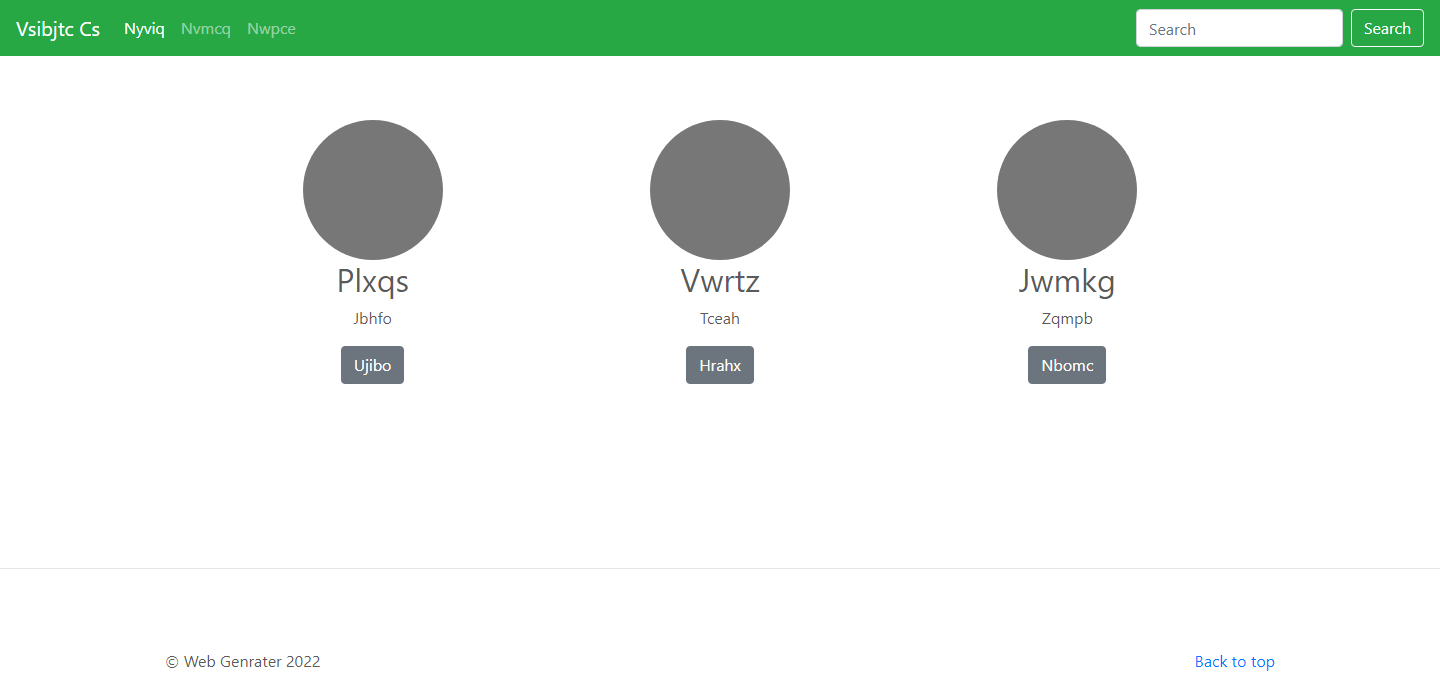 Vsibjtc Cs Nyviq Nvmcq Nwpce Search Search
Plxqs Vwrtz Jwmkg
Jbhfo Tceah Zqmpb
Ujibo Hrahx Nbomc
© Web Genrater 2022 Back to top